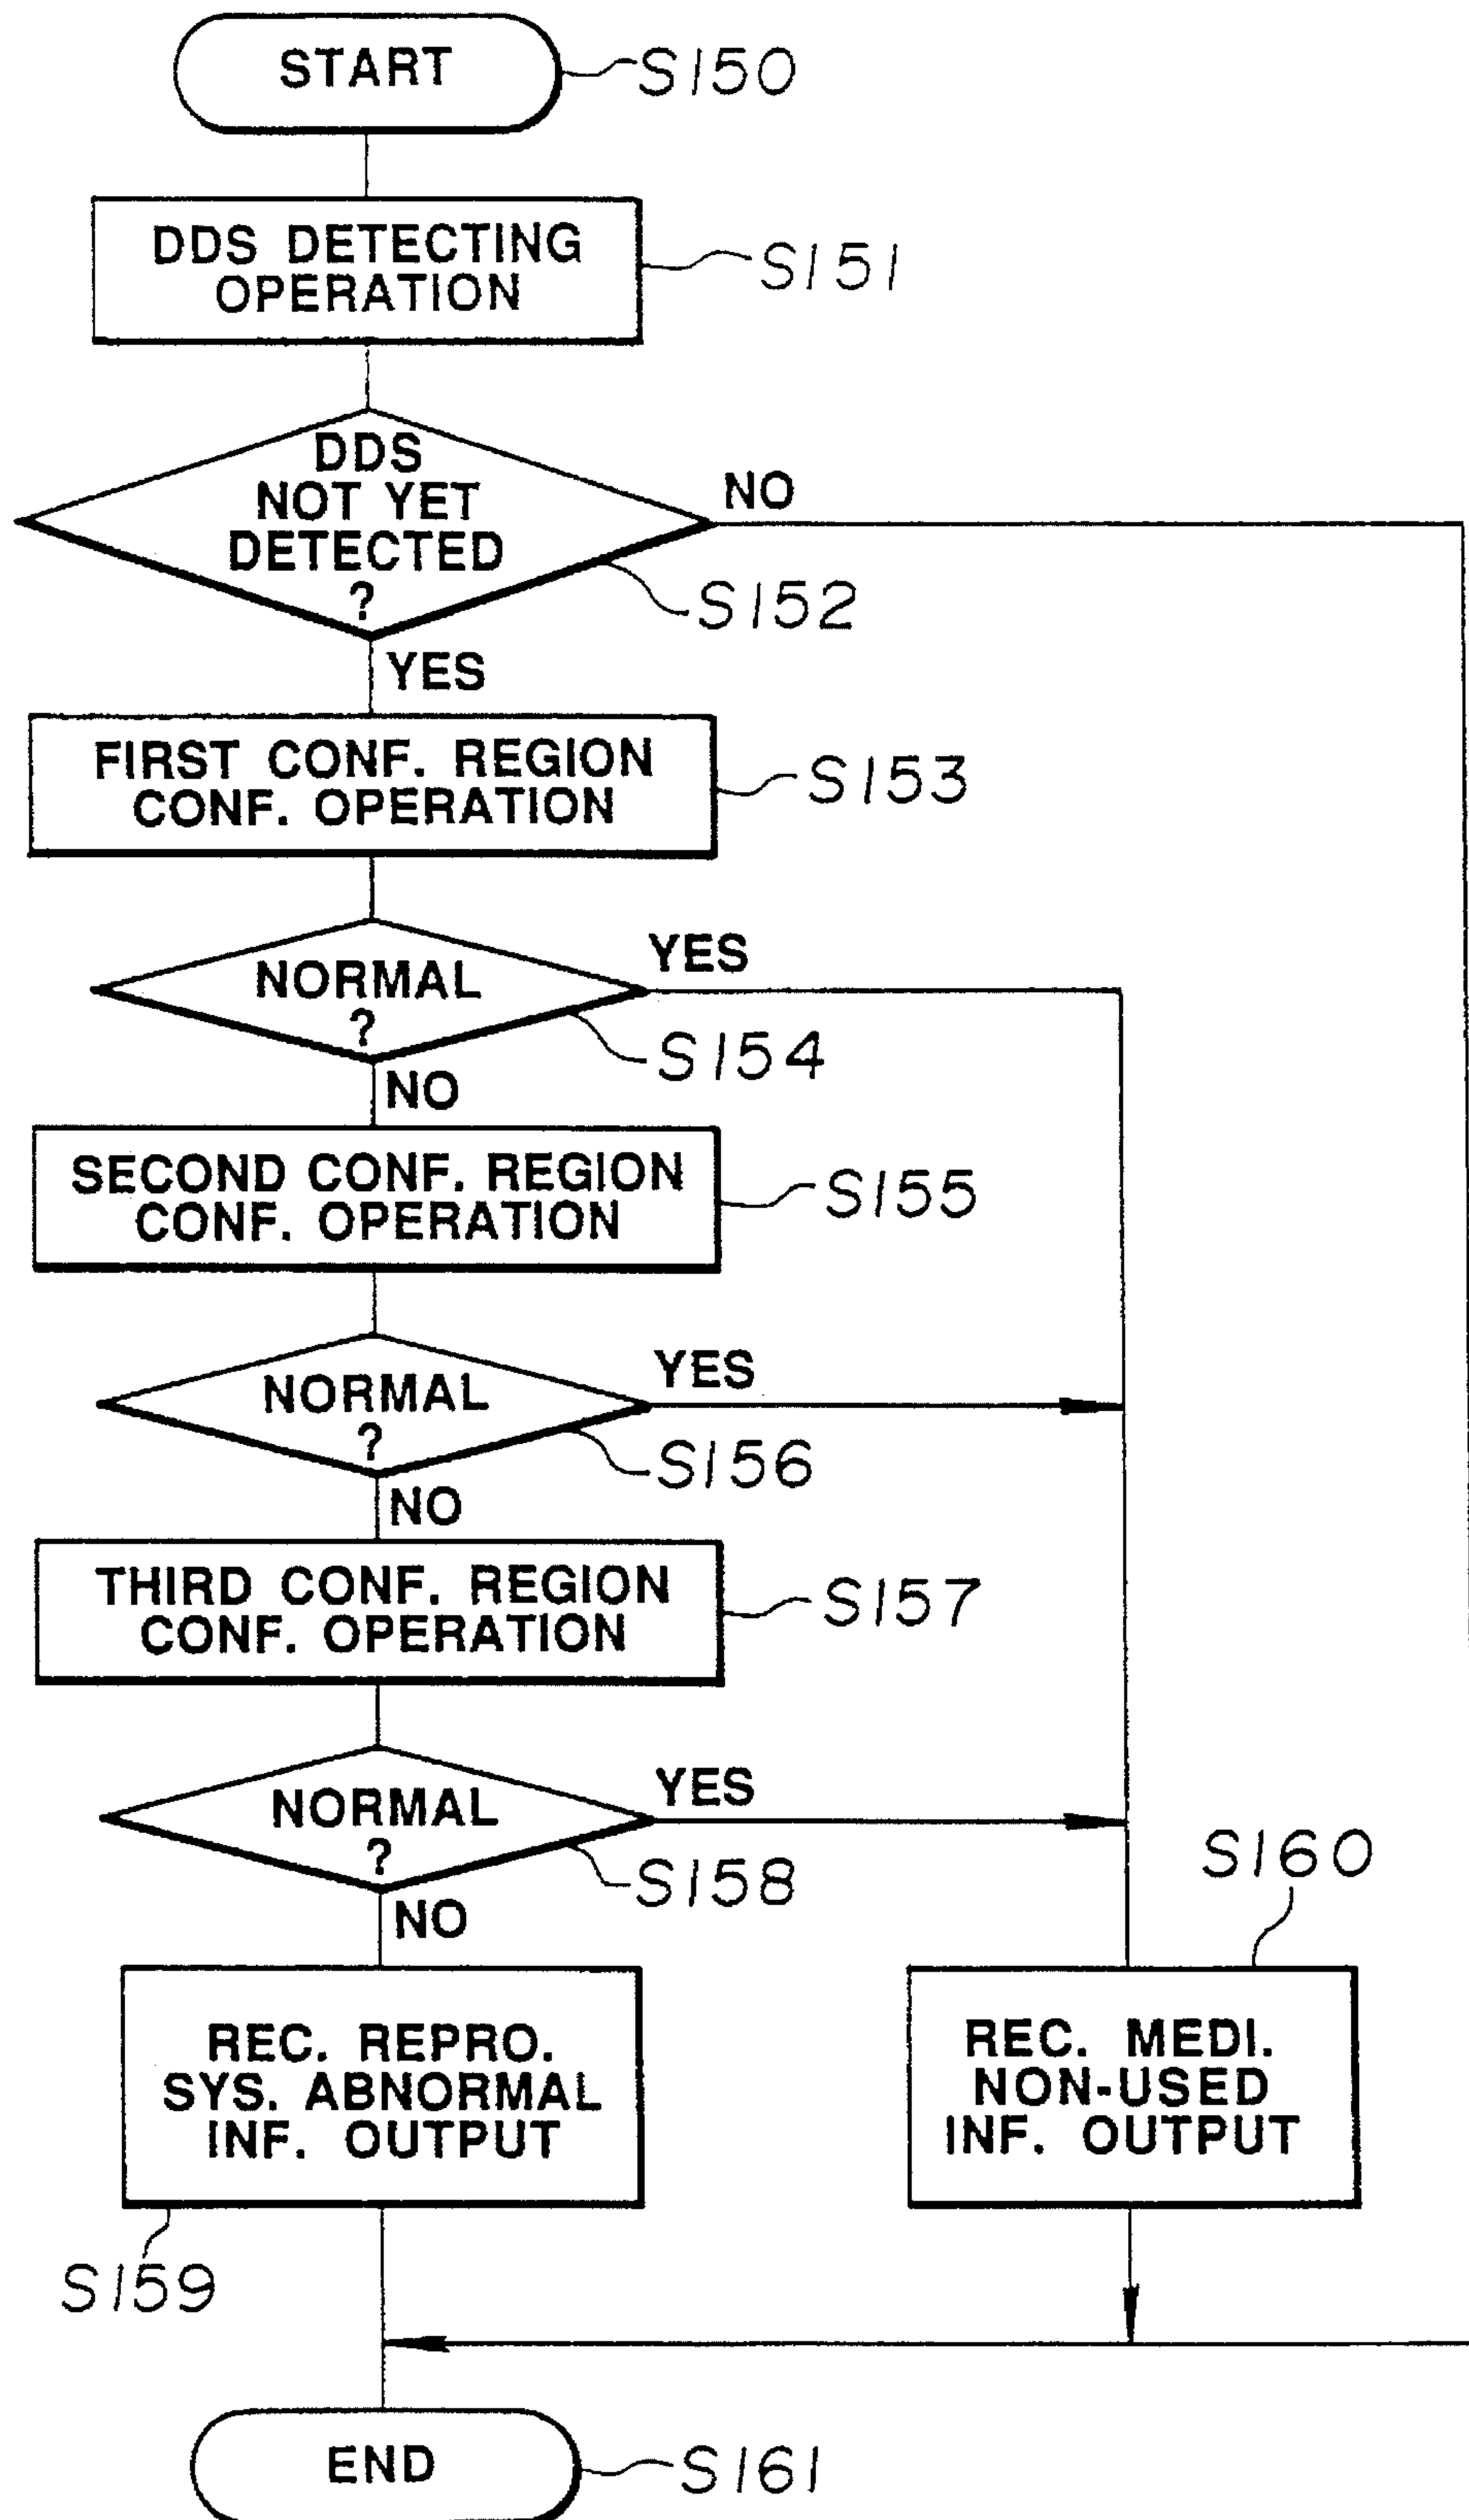 START
S150
DDS DETECTING
OPERATION
S151
DDS
NOT YET
DETECTED
?
NO
S152
YES
FIRST CONF. REGION
CONF. OPERATION
S153
NORMAL
?
YES
S154
NO
SECOND CONF. REGION
CONF. OPERATION
S155
NORMAL
?
YES
S156
NO
THIRD CONF. REGION
CONF. OPERATION
S157
NORMAL
?
YES
S158
NO
S160
REC. REPRO.
SYS. ABNORMAL
INF. OUTPUT
S159
REC. MEDI.
NON-USED
INF. OUTPUT
END
S161